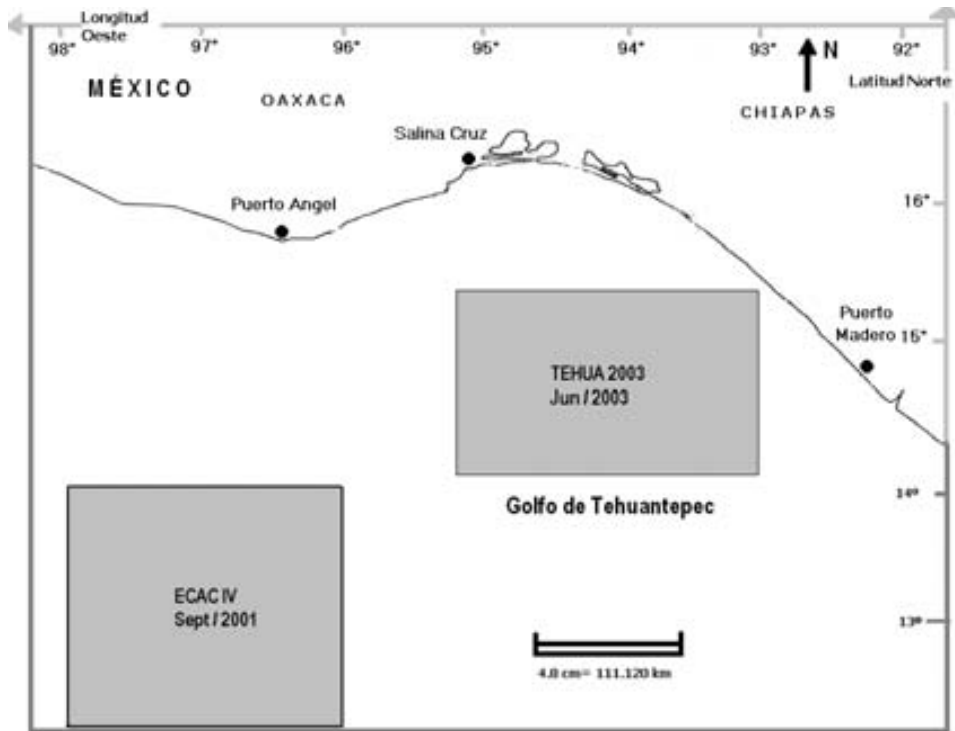 Longitud
Oeste
98° 97° 96° 95° 94° 93° 92°
N
MÉXICO
Latitud Norte
OAXACA
CHIAPAS
Salina Cruz
Puerto Angel
16°
Puerto
Madero 15°
TEHUA 2003
Jun / 2003
14°
Golfo de Tehuantepec
ECAC IV
Sept / 2001
13°
4.0 cm= 111.120 km